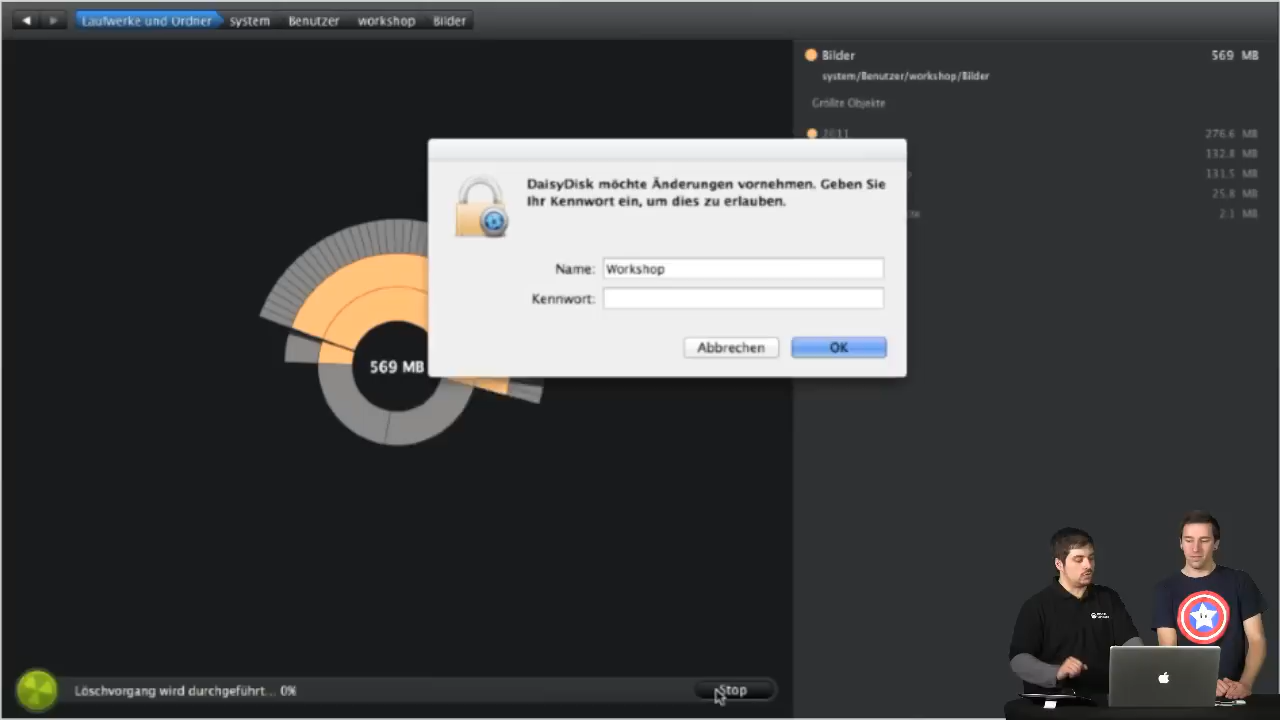 Laufwerke und Ordner system Benutzer workshop Bilder
Bilder 569 MB
system/Benutzer/workshop/Bilder
Größte Objekte
2011 276.6 MB
132.8 MB
131.5 MB
25.8 MB
2.1 MB
DaisyDisk möchte Änderungen vornehmen. Geben Sie
Ihr Kennwort ein, um dies zu erlauben.
Name: Workshop
Kennwort:
Abbrechen OK
569 MB
Löschvorgang wird durchgeführt... 0% Stop